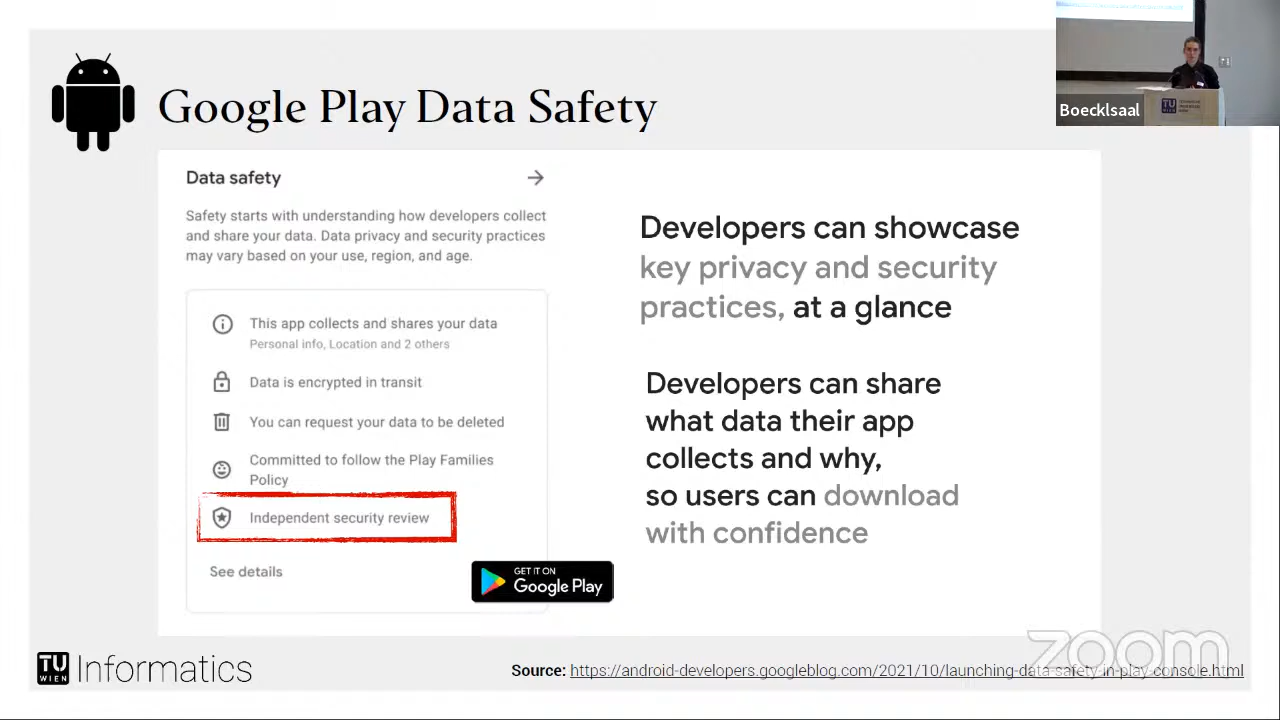 Google Play Data Safety
Boecklsaal
TU
Data safety
Safety starts with understanding how developers collect
and share your data. Data privacy and security practices
may vary based on your use, region, and age.
This app collects and shares your data
Personal info, Location and 2 others
Data is encrypted in transit
You can request your data to be deleted
Committed to follow the Play Families
Policy
Independent security review
See details
GET IT ON
Google Play
Developers can showcase
key privacy and security
practices, at a glance
Developers can share
what data their app
collects and why,
so users can download
with confidence
zoom
TU
WIEN
Informatics
Source: https://android-developers.googleblog.com/2021/10/launching-data-safety-in-play-console.html